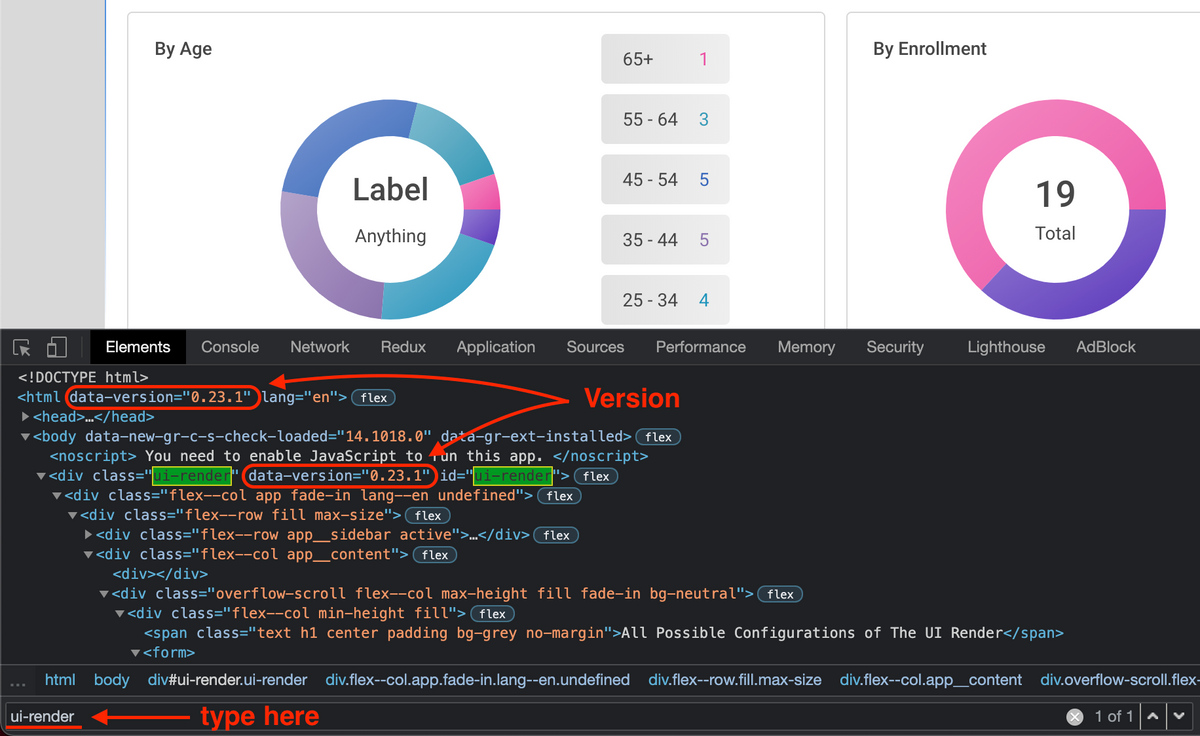 By Age
By Enrollment
65+ 1
55 - 64 3
45 - 54 5
35 - 44 5
25 - 34 4
Label
Anything
19
Total
Elements Console Network Redux Application Sources Performance Memory Security Lighthouse AdBlock
<!DOCTYPE html>
<html data-version="0.23.1" lang="en"> flex
Version
<head>…</head>
<body data-new-gr-c-s-check-loaded="14.1018.0" data-gr-ext-installed> flex
<noscript> You need to enable JavaScript to run this app. </noscript>
<div class="ui-render" data-version="0.23.1" id="ui-render"> flex
<div class="flex--col app fade-in lang--en undefined"> flex
<div class="flex--row fill max-size"> flex
<div class="flex--row app__sidebar active">…</div> flex
<div class="flex--col app__content"> flex
<div></div>
<div class="overflow-scroll flex--col max-height fill fade-in bg-neutral"> flex
<div class="flex--col min-height fill"> flex
<span class="text h1 center padding bg-grey no-margin">All Possible Configurations of The UI Render</span>
<form>
... html body div#ui-render.ui-render div.flex--col.app.fade-in.lang--en.undefined div.flex--row.fill.max-size div.flex--col.app__content div.overflow-scroll.flex-
ui-render type here 1 of 1